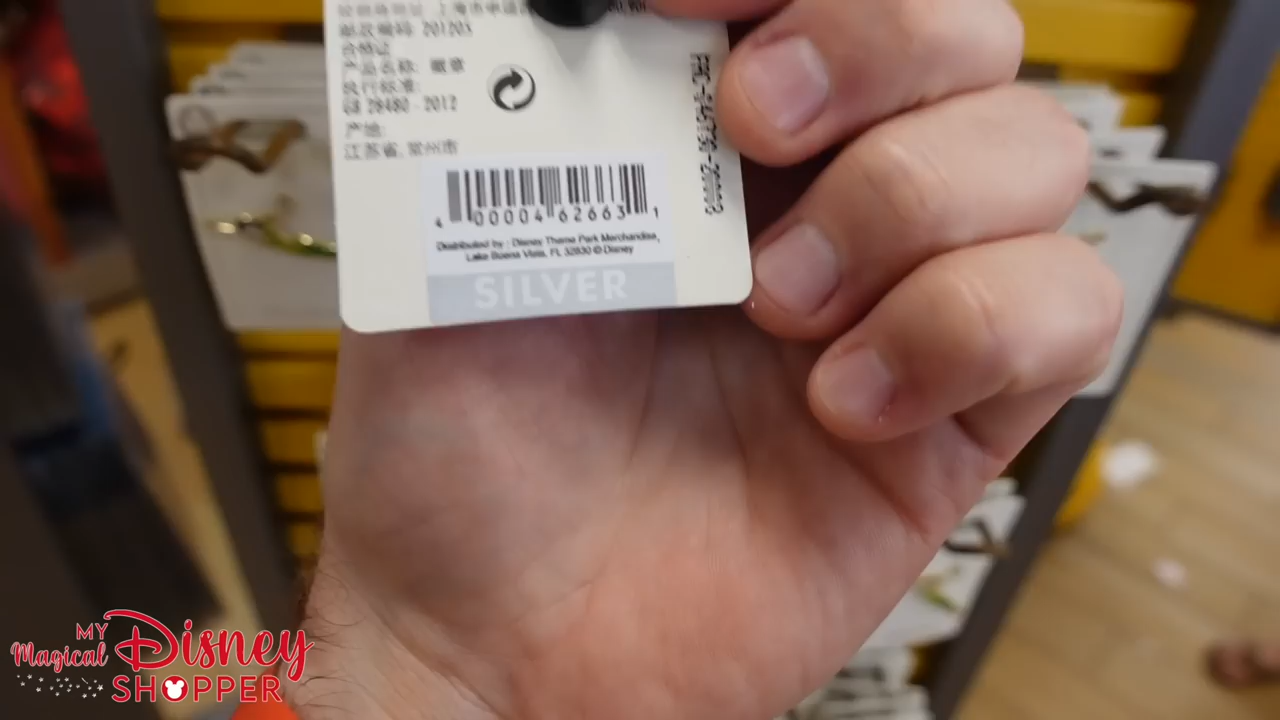 邮政编码: 201205
合格证
产品名称: 徽章
执行标准:
GB 28480 - 2012
产地:
江苏省, 常州市
4 00004 62663 1
Distributed by : Disney Theme Park Merchandise,
Lake Buena Vista, FL 32830 © Disney
SILVER
MY
Magical Disney
SHOPPER